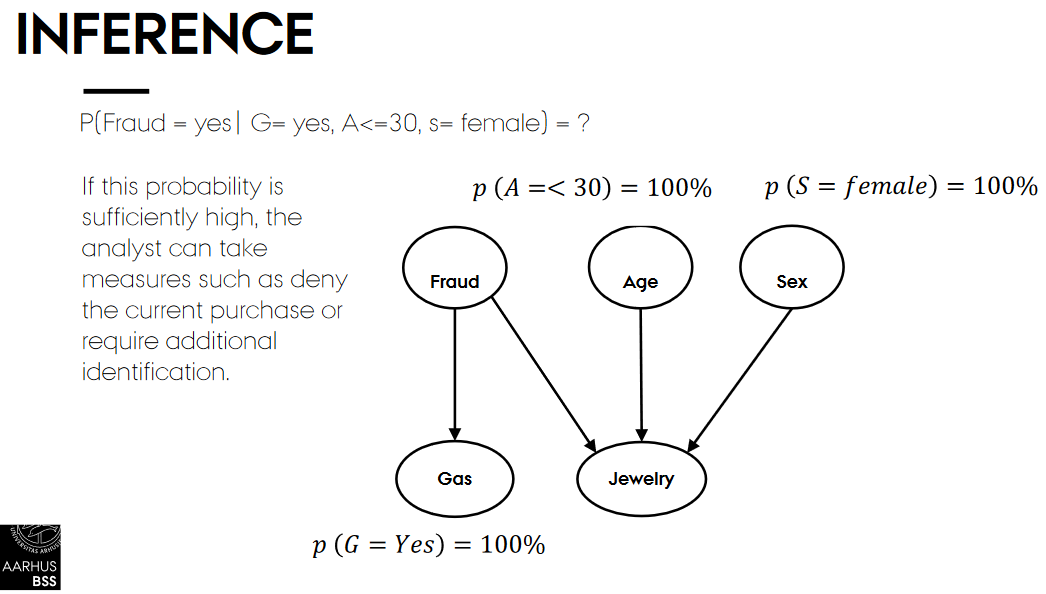 INFERENCE
P(Fraud = yes| G= yes, A<=30, s= female) = ?
If this probability is
sufficiently high, the
analyst can take
measures such as deny
the current purchase or
require additional
identification.
p (A =< 30) = 100%
p (S = female) = 100%
Fraud
Age
Sex
Gas
Jewelry
p (G = Yes) = 100%
AARHUS
BSS